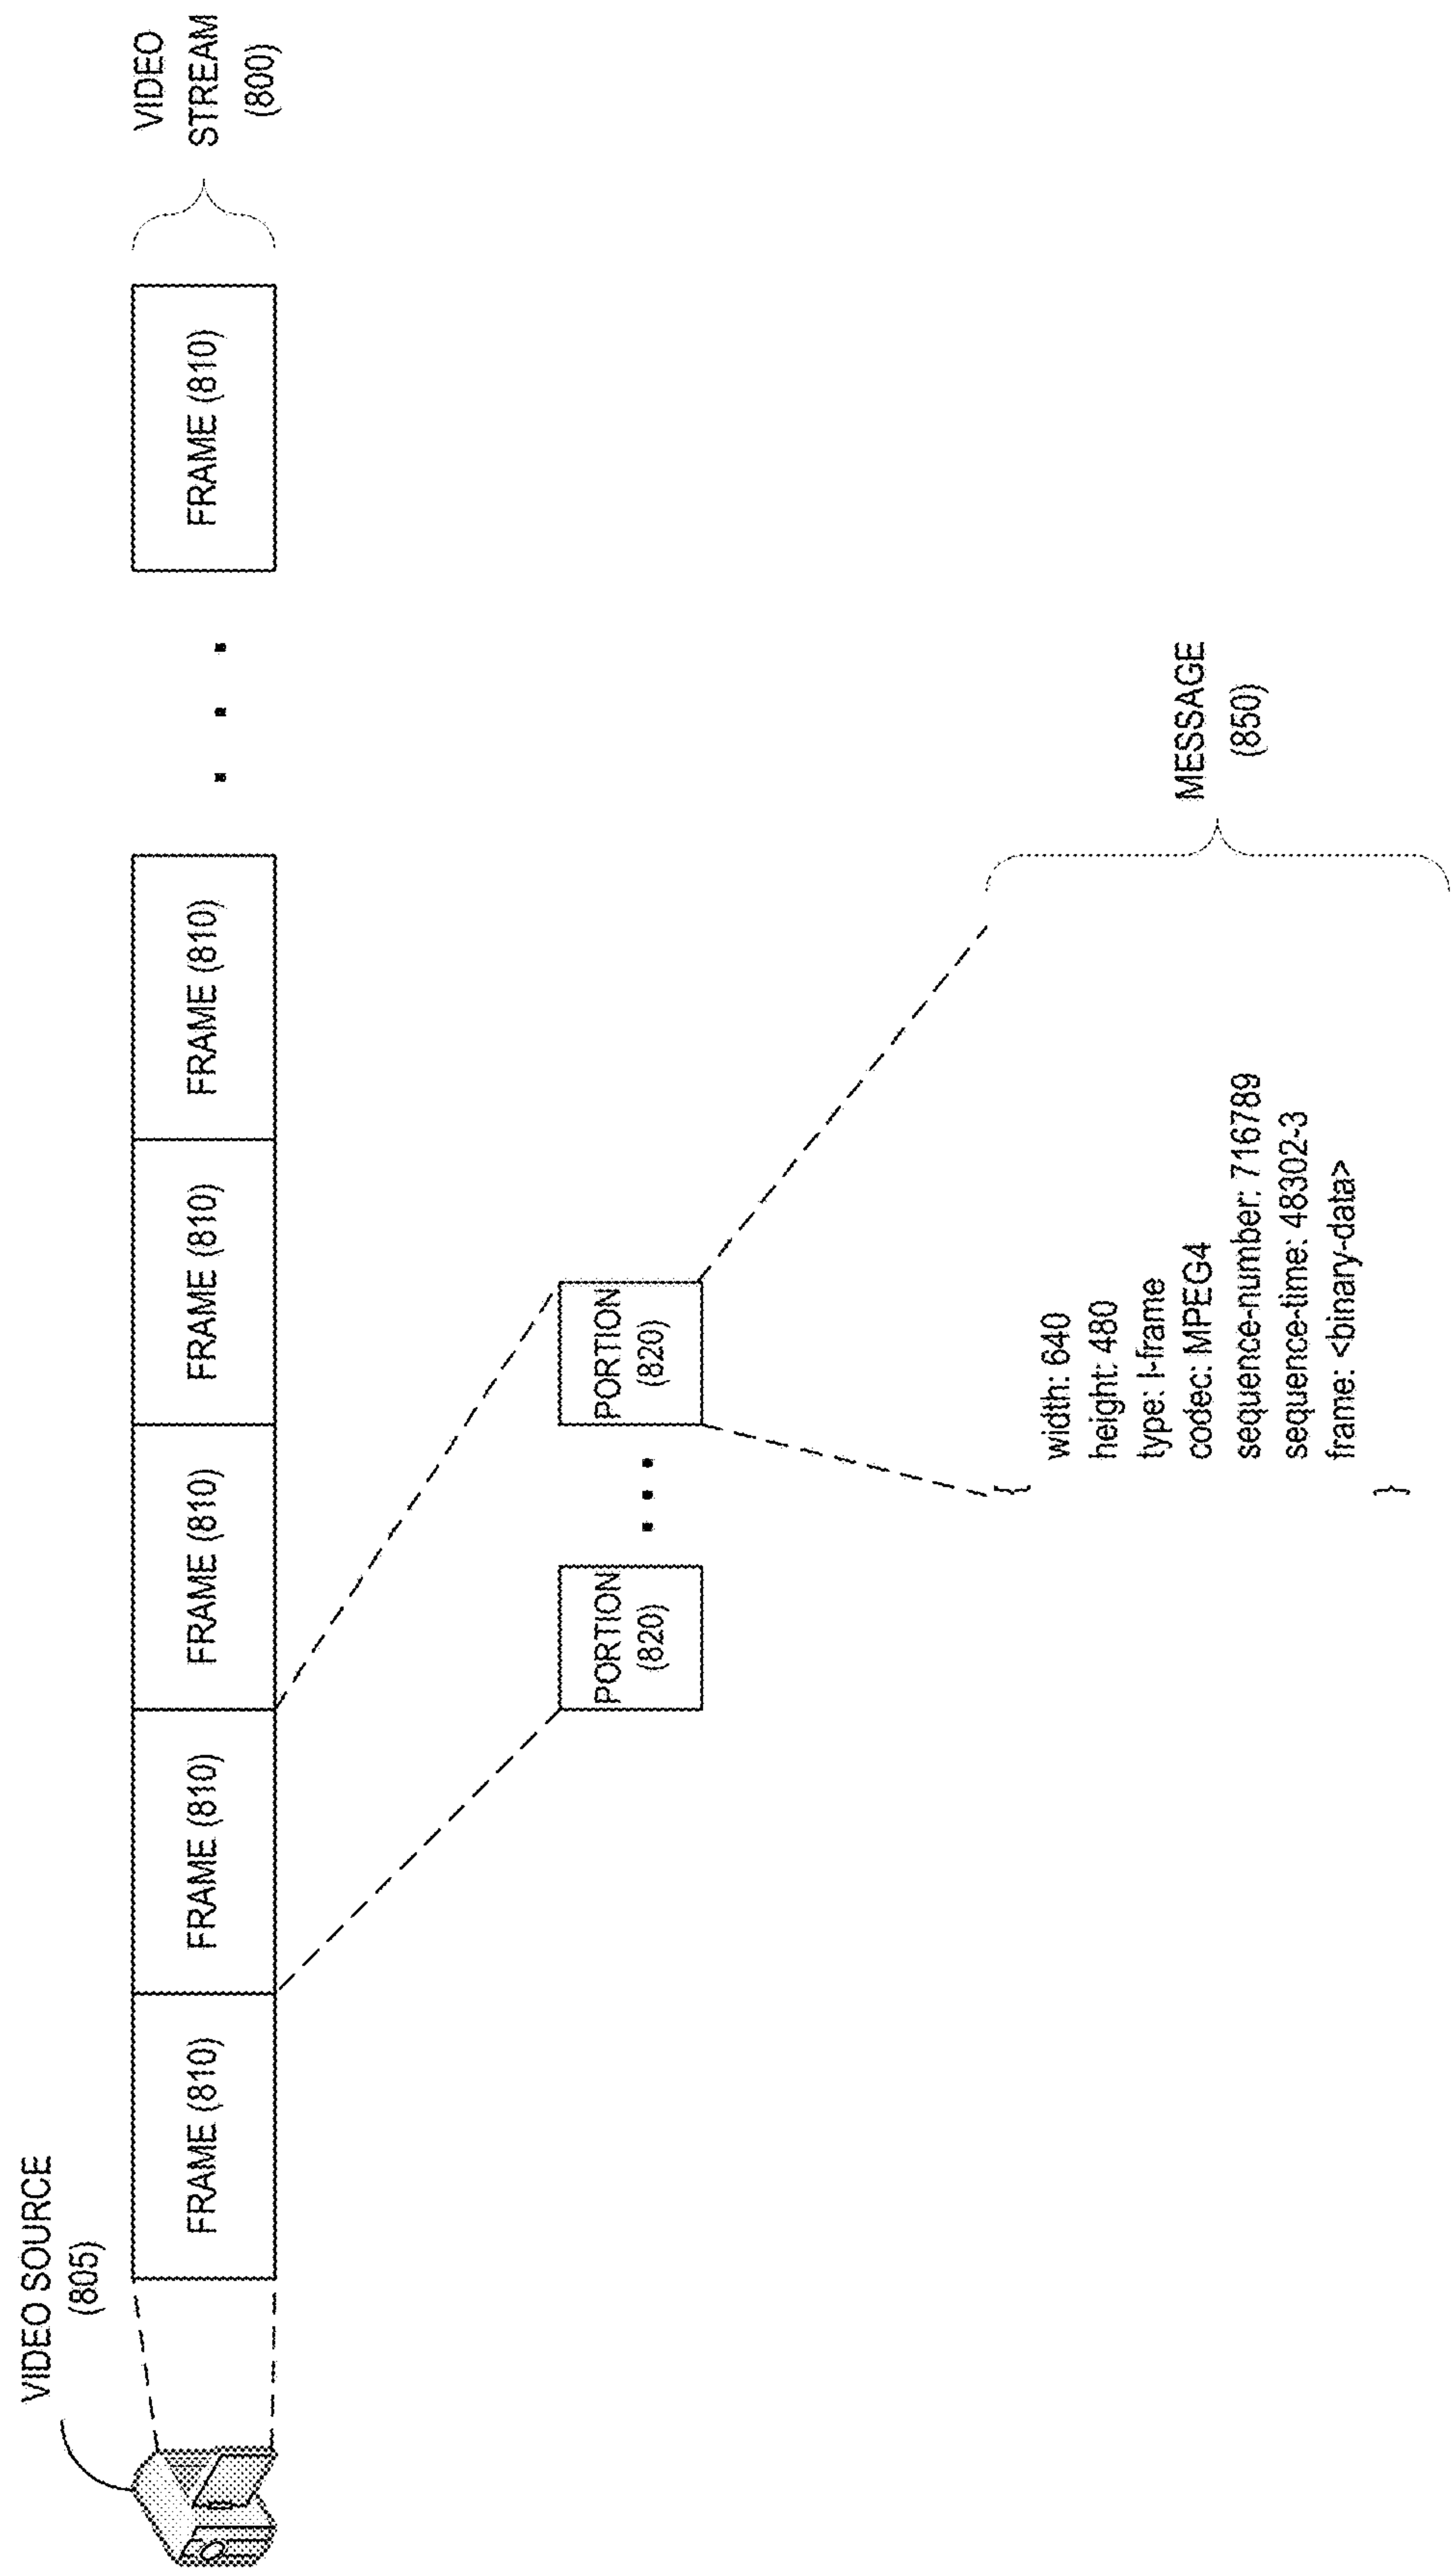 VIDEO SOURCE
(805)
FRAME (810)
FRAME (810)
FRAME (810)
FRAME (810)
FRAME (810)
. . .
FRAME (810)
VIDEO
STREAM
(800)
PORTION
(820)
. . .
PORTION
(820)
{
width: 640
height: 480
type: I-frame
codec: MPEG4
sequence-number: 716789
sequence-time: 48302-3
frame: <binary-data>
}
MESSAGE
(850)